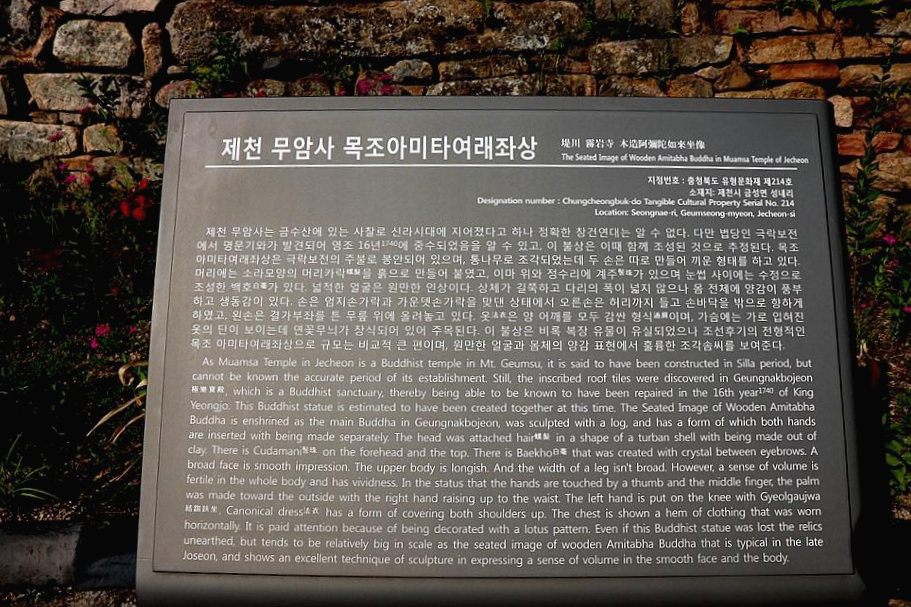 제천 무암사 목조아미타여래좌상
堤川 霧岩寺 木造阿彌陀如來坐像
The Seated Image of Wooden Amitabha Buddha in Muamsa Temple of Jecheon
지정번호 : 충청북도 유형문화재 제214호
소재지: 제천시 금성면 성내리
Designation number : Chungcheongbuk-do Tangible Cultural Property Serial No. 214
Location: Seongnae-ri, Geumseong-myeon, Jecheon-si
제천 무암사는 금수산에 있는 사찰로 신라시대에 지어졌다고 하나 정확한 창건연대는 알 수 없다. 다만 법당인 극락보전
에서 명문기와가 발견되어 영조 16년1740에 중수되었음을 알 수 있고, 이 불상은 이때 함께 조성된 것으로 추정된다. 목조
아미타여래좌상은 극락보전의 주불로 봉안되어 있으며, 통나무로 조각되었는데 두 손은 따로 만들어 끼운 형태를 하고 있다.
머리에는 소라모양의 머리카락螺髮을 흙으로 만들어 붙였고, 이마 위와 정수리에 계주髻珠가 있으며 눈썹 사이에는 수정으로
조성한 백호白毫가 있다. 넓적한 얼굴은 원만한 인상이다. 상체가 길쭉하고 다리의 폭이 넓지 않으나 몸 전체에 양감이 풍부
하고 생동감이 있다. 손은 엄지손가락과 가운뎃손가락을 맞댄 상태에서 오른손은 허리까지 들고 손바닥을 밖으로 향하게
하였고, 왼손은 결가부좌를 튼 무릎 위에 올려놓고 있다. 옷法衣은 양 어깨를 모두 감싼 형식通肩이며, 가슴에는 가로 입혀진
옷의 단이 보이는데 연꽃무늬가 장식되어 있어 주목된다. 이 불상은 비록 복장 유물이 유실되었으나 조선후기의 전형적인
목조 아미타여래좌상으로 규모는 비교적 큰 편이며, 원만한 얼굴과 몸체의 양감 표현에서 훌륭한 조각솜씨를 보여준다.
As Muamsa Temple in Jecheon is a Buddhist temple in Mt. Geumsu, it is said to have been constructed in Silla period, but
cannot be known the accurate period of its establishment. Still, the inscribed roof tiles were discovered in Geungnakbojeon
極樂寶殿, which is a Buddhist sanctuary, thereby being able to be known to have been repaired in the 16th year1740 of King
Yeongjo. This Buddhist statue is estimated to have been created together at this time. The Seated Image of Wooden Amitabha
Buddha is enshrined as the main Buddha in Geungnakbojeon, was sculpted with a log, and has a form of which both hands
are inserted with being made separately. The head was attached hair螺髮 in a shape of a turban shell with being made out of
clay. There is Cudamani髻珠 on the forehead and the top. There is Baekho白毫 that was created with crystal between eyebrows. A
broad face is smooth impression. The upper body is longish. And the width of a leg isn't broad. However, a sense of volume is
fertile in the whole body and has vividness. In the status that the hands are touched by a thumb and the middle finger, the palm
was made toward the outside with the right hand raising up to the waist. The left hand is put on the knee with Gyeolgaujwa
結跏趺坐. Canonical dress法衣 has a form of covering both shoulders up. The chest is shown a hem of clothing that was worn
horizontally. It is paid attention because of being decorated with a lotus pattern. Even if this Buddhist statue was lost the relics
unearthed, but tends to be relatively big in scale as the seated image of wooden Amitabha Buddha that is typical in the late
Joseon, and shows an excellent technique of sculpture in expressing a sense of volume in the smooth face and the body.